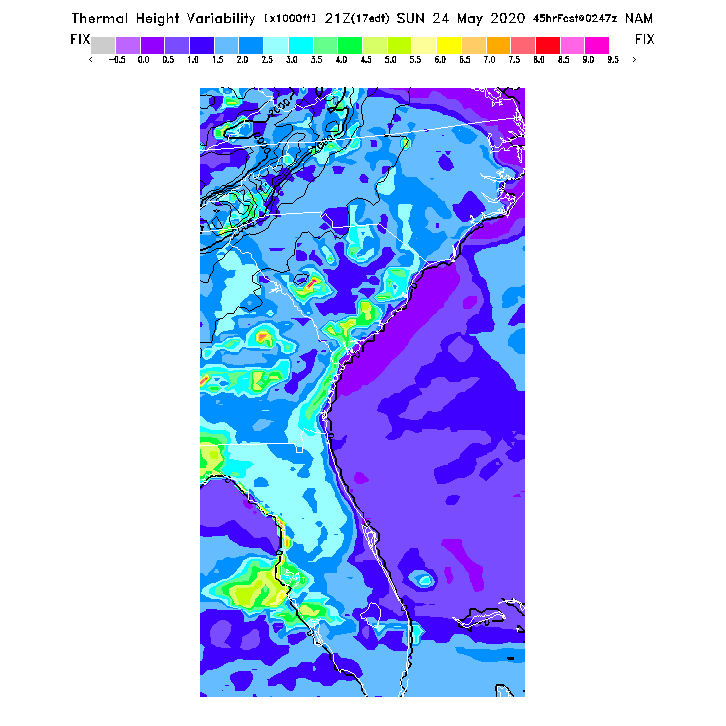 Thermal Height Variability [x1000ft] 21Z(17edt) SUN 24 May 2020 45hrFcst@0247z NAM
FIX FIX
< -0.5 0.0 0.5 1.0 1.5 2.0 2.5 3.0 3.5 4.0 4.5 5.0 5.5 6.0 6.5 7.0 7.5 8.0 8.5 9.0 9.5 >
2000
2000